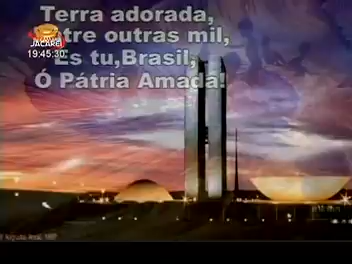 Terra adorada,
Entre outras mil,
És tu,Brasil,
Ó Pátria Amada!
JACAREÍ
19:45:30